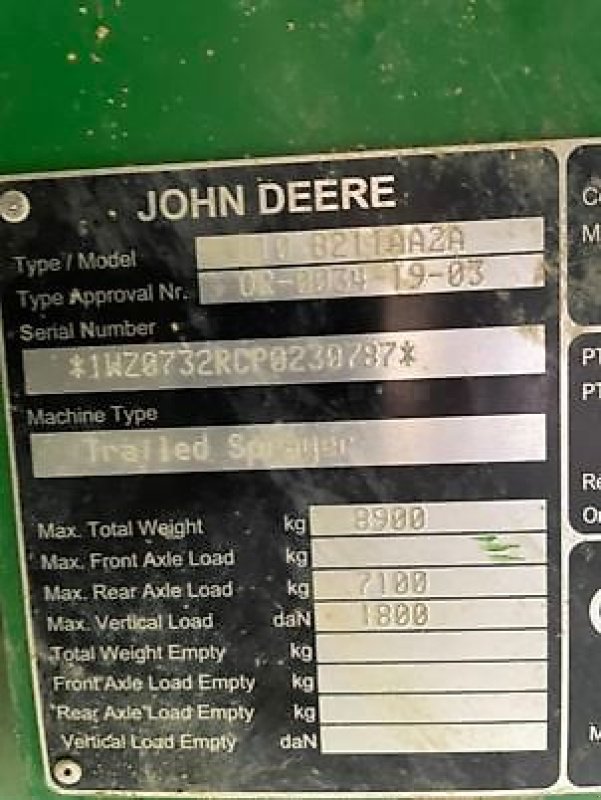 JOHN DEERE
Type / Model
Type Approval Nr. 19-03
Serial Number
*1WZ0732RCP0230787*
Machine Type
Trailed Sprayer
Max. Total Weight kg 8900
Max. Front Axle Load kg
Max. Rear Axle Load kg 7100
Max. Vertical Load daN 1800
Total Weight Empty kg
Front Axle Load Empty kg
Rear Axle Load Empty kg
Vertical Load Empty daN